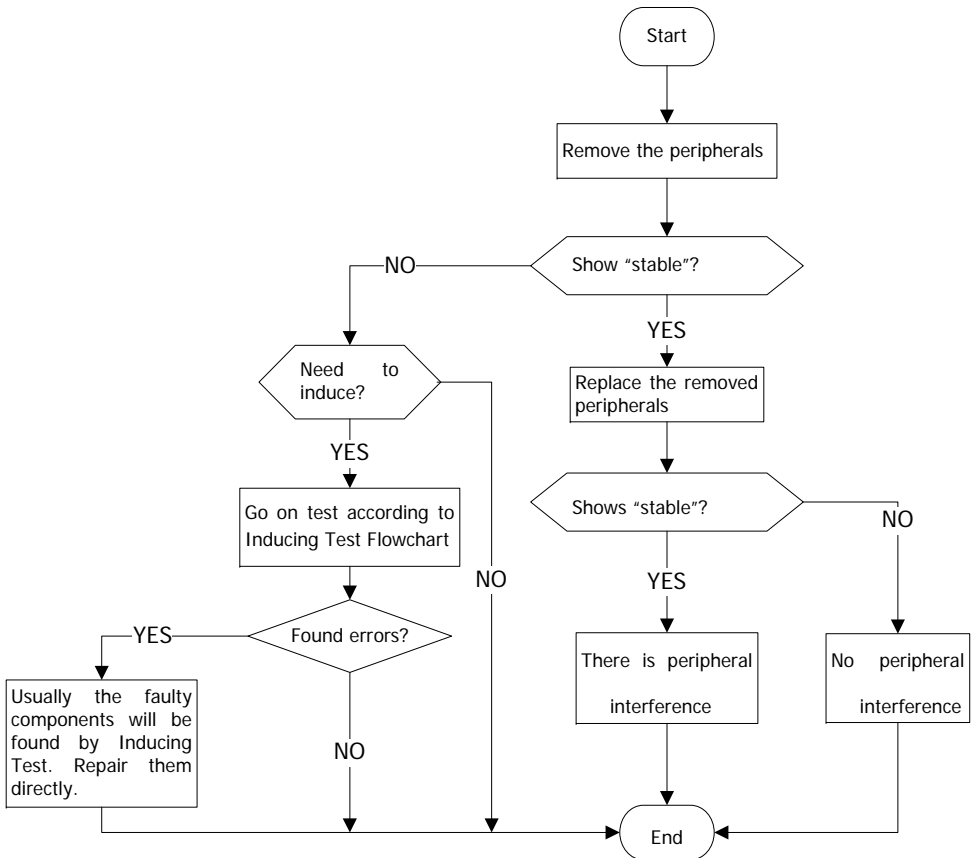 Start
Remove the peripherals
Show “stable”?
NO
YES
Need to
induce?
Replace the removed
peripherals
YES
Go on test according to
Inducing Test Flowchart
Shows “stable”?
NO
NO
YES
Found errors?
YES
There is peripheral
interference
No peripheral
interference
Usually the faulty
components will be
found by Inducing
Test. Repair them
directly.
NO
End